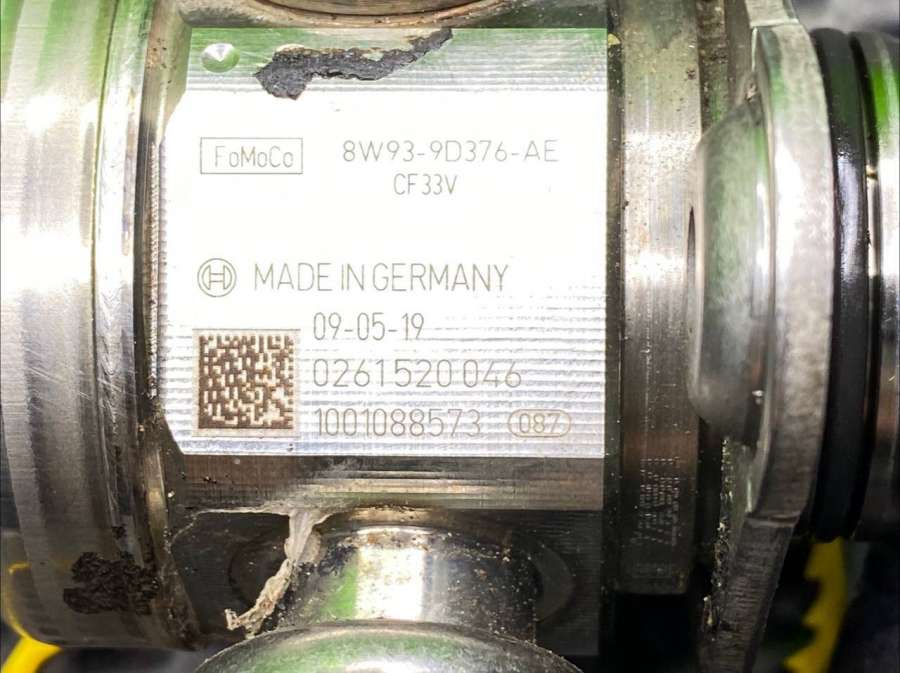 FoMoCo 8W93-9D376-AE
CF33V
MADE IN GERMANY
09-05-19
0261520046
1001088573 087